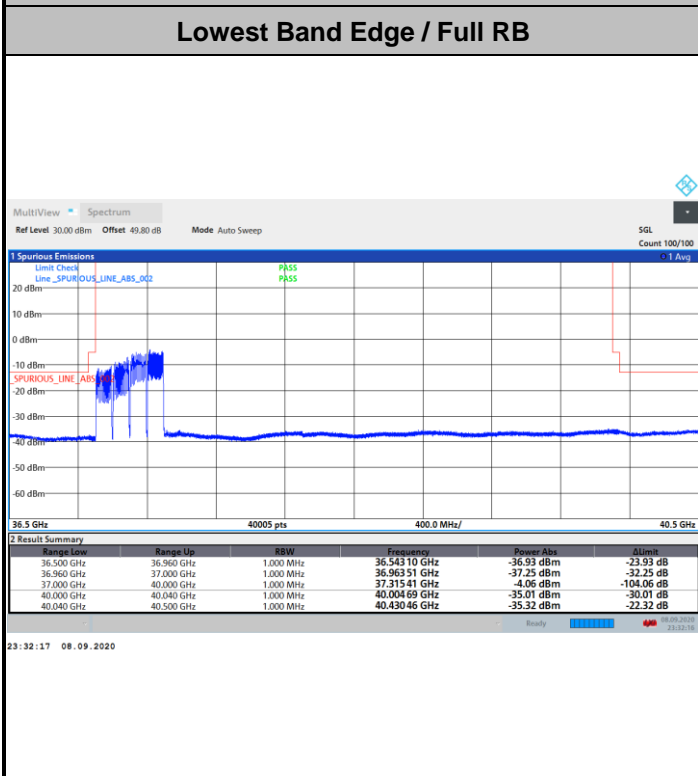 Lowest Band Edge / Full RB
MultiView Spectrum
Ref Level 30.00 dBm Offset 49.80 dB Mode Auto Sweep SGL
Count 100/100
1 Spurious Emissions 1 Avg
Limit Check PASS
Line _SPURIOUS_LINE_ABS_002 PASS
20 dBm
10 dBm
0 dBm
-10 dBm
_SPURIOUS_LINE_ABS
-20 dBm
-30 dBm
-40 dBm
-50 dBm
-60 dBm
36.5 GHz 40005 pts 400.0 MHz/ 40.5 GHz
2 Result Summary
Range Low Range Up RBW Frequency Power Abs ΔLimit
36.500 GHz 36.960 GHz 1.000 MHz 36.543 10 GHz -36.93 dBm -23.93 dB
36.960 GHz 37.000 GHz 1.000 MHz 36.963 51 GHz -37.25 dBm -32.25 dB
37.000 GHz 40.000 GHz 1.000 MHz 37.315 41 GHz -4.06 dBm -104.06 dB
40.000 GHz 40.040 GHz 1.000 MHz 40.004 69 GHz -35.01 dBm -30.01 dB
40.040 GHz 40.500 GHz 1.000 MHz 40.430 46 GHz -35.32 dBm -22.32 dB
Ready 08.09.2020
23:32:16
23:32:17 08.09.2020